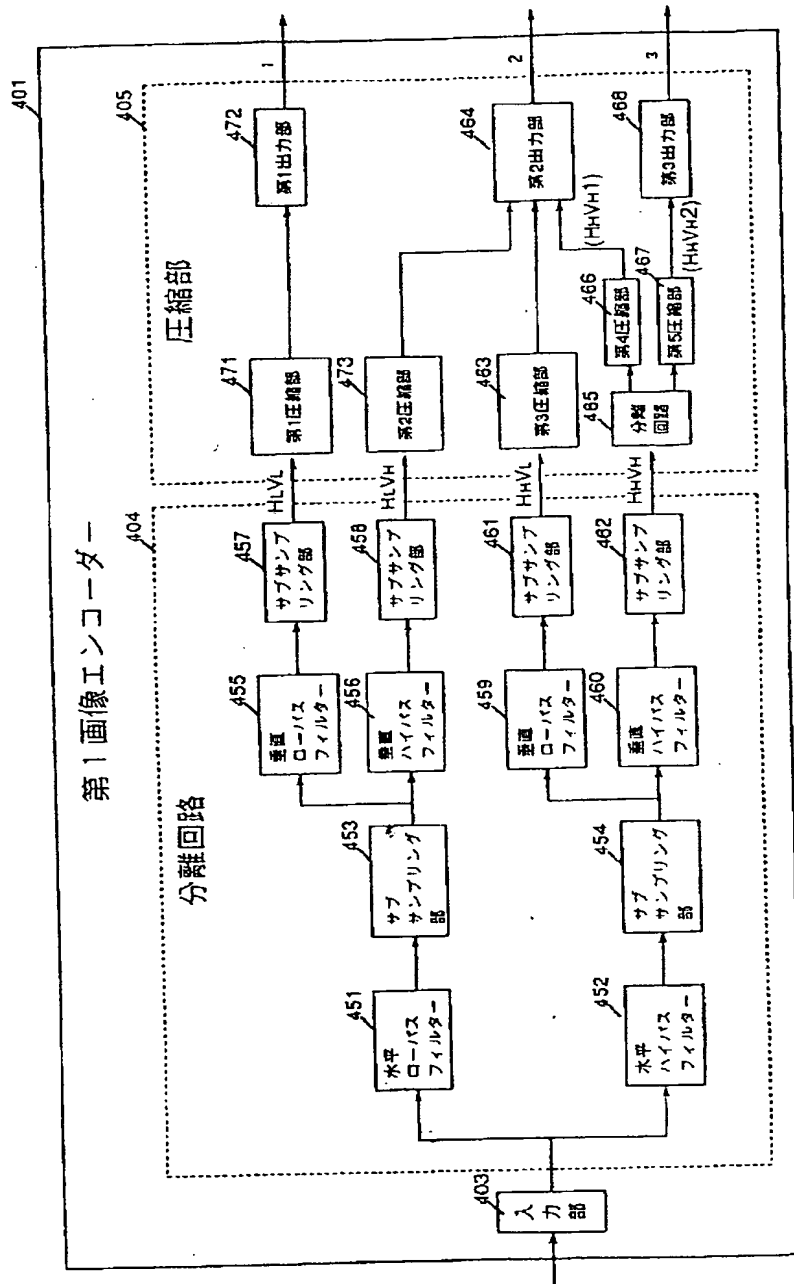 第1画像エンコーダー
401
分離回路
404
圧縮部
405
403
入力部
451
水平
ローパス
フィルター
453
サブ
サンプリング
部
455
垂直
ローパス
フィルター
457
サブサンプ
リング部
HLVL
471
第1圧縮部
472
第1出力部
1
456
垂直
ハイパス
フィルター
458
サブサンプ
リング部
HLVH
473
第2圧縮部
464
第2出力部
2
452
水平
ハイパス
フィルター
454
サブ
サンプリング
部
459
垂直
ローパス
フィルター
461
サブサンプ
リング部
HHVL
463
第3圧縮部
460
垂直
ハイパス
フィルター
462
サブサンプ
リング部
HHVH
465
分離
回路
466
第4圧縮部
(HHVH1)
467
第5圧縮部
(HHVH2)
468
第3出力部
3